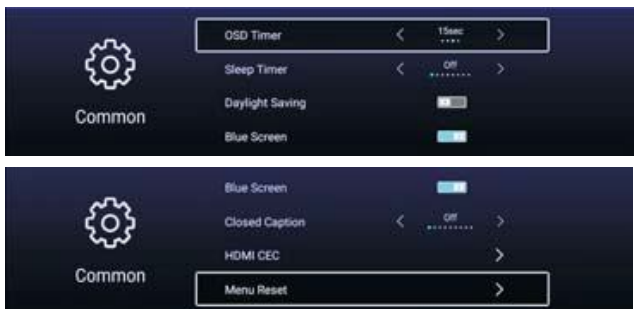 OSD Timer
15sec
Sleep Timer
Off
Common
Daylight Saving
Blue Screen
Blue Screen
Closed Caption
Off
HDMI CEC
Common
Menu Reset